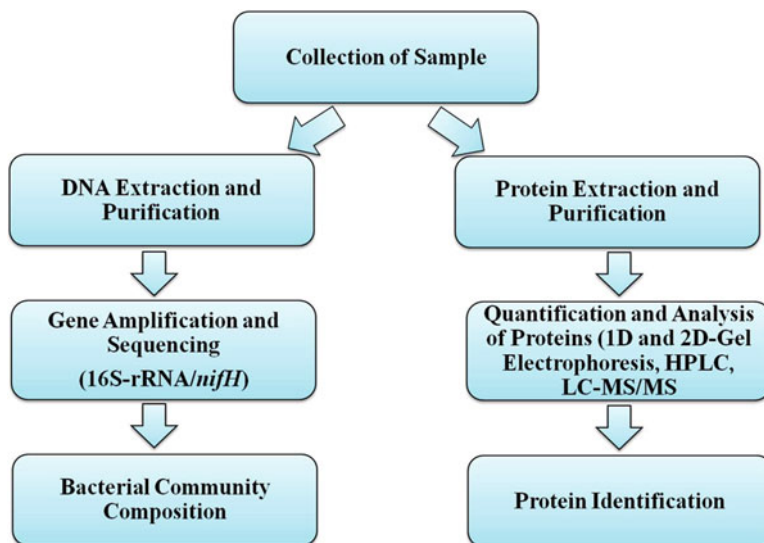 Collection of Sample
DNA Extraction and
Purification
Gene Amplification and
Sequencing
(16S-rRNA/nifH)
Bacterial Community
Composition
Protein Extraction and
Purification
Quantification and Analysis
of Proteins (1D and 2D-Gel
Electrophoresis, HPLC,
LC-MS/MS
Protein Identification